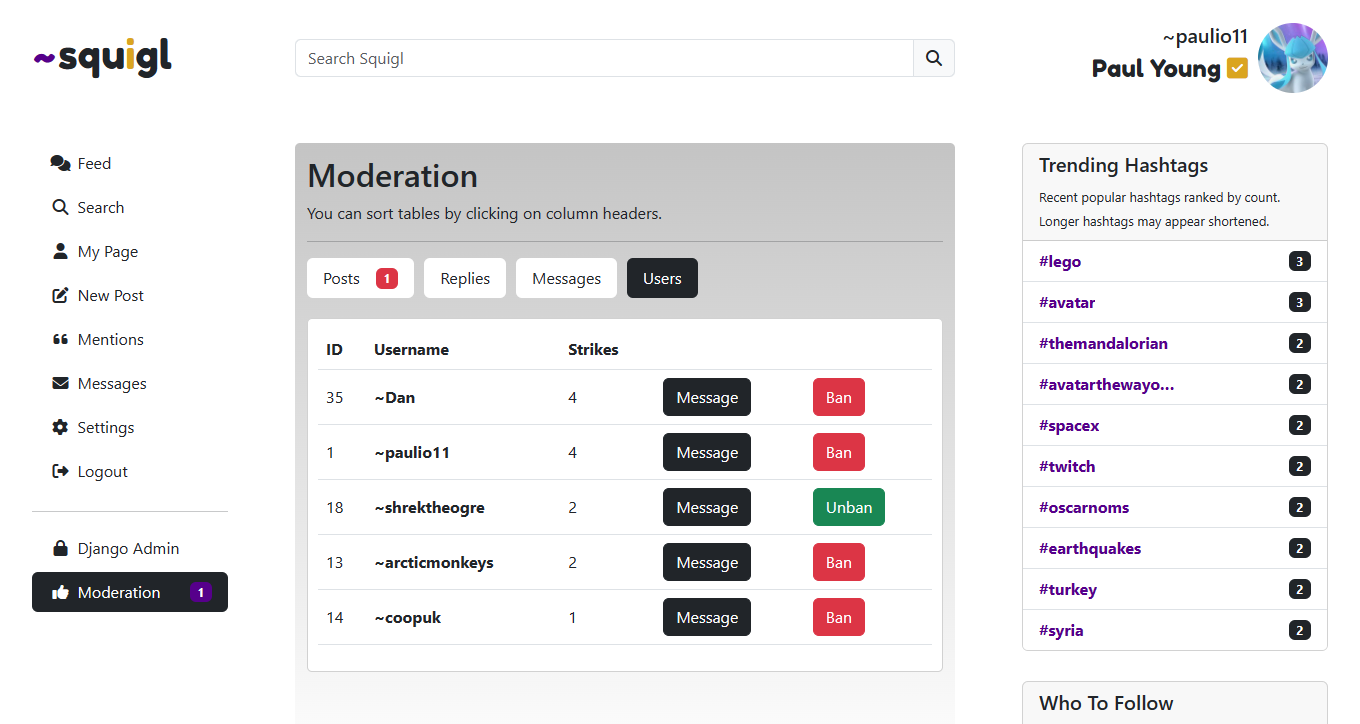 ~squigl
Search Squigl
~paulio11
Paul Young
Feed
Search
My Page
New Post
Mentions
Messages
Settings
Logout
Django Admin
Moderation 1
Moderation
You can sort tables by clicking on column headers.
Posts 1 Replies Messages Users
ID Username Strikes
35 ~Dan 4 Message Ban
1 ~paulio11 4 Message Ban
18 ~shrektheogre 2 Message Unban
13 ~arcticmonkeys 2 Message Ban
14 ~coopuk 1 Message Ban
Trending Hashtags
Recent popular hashtags ranked by count.
Longer hashtags may appear shortened.
#lego 3
#avatar 3
#themandalorian 2
#avatarthewayo... 2
#spacex 2
#twitch 2
#oscarnoms 2
#earthquakes 2
#turkey 2
#syria 2
Who To Follow